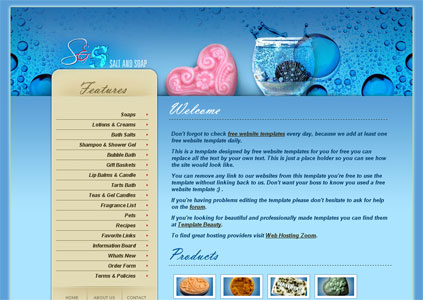 S&S SALT AND SOAP
Features
Soaps
Lotions & Creams
Bath Salts
Shampoo & Shower Gel
Bubble Bath
Gift Baskets
Lip Balms & Candle
Tarts Bath
Teas & Gel Candles
Fragrance List
Pets
Recipes
Favorite Links
Information Board
Whats New
Order Form
Terms & Policies
HOME ABOUT US CONTACT
Welcome
Don't forgot to check free website templates every day, because we add at least one
free website template daily.
This is a template designed by free website templates for you for free you can
replace all the text by your own text. This is just a place holder so you can see how
the site would look like.
You can remove any link to our websites from this template you're free to use the
template without linking back to us. Don't want your boss to know you used a free
website template :) .
If you're having problems editing the template please don't hesitate to ask for help
on the forum.
If you're looking for beautiful and professionally made templates you can find them
at Template Beauty.
To find great hosting providers visit Web Hosting Zoom.
Products